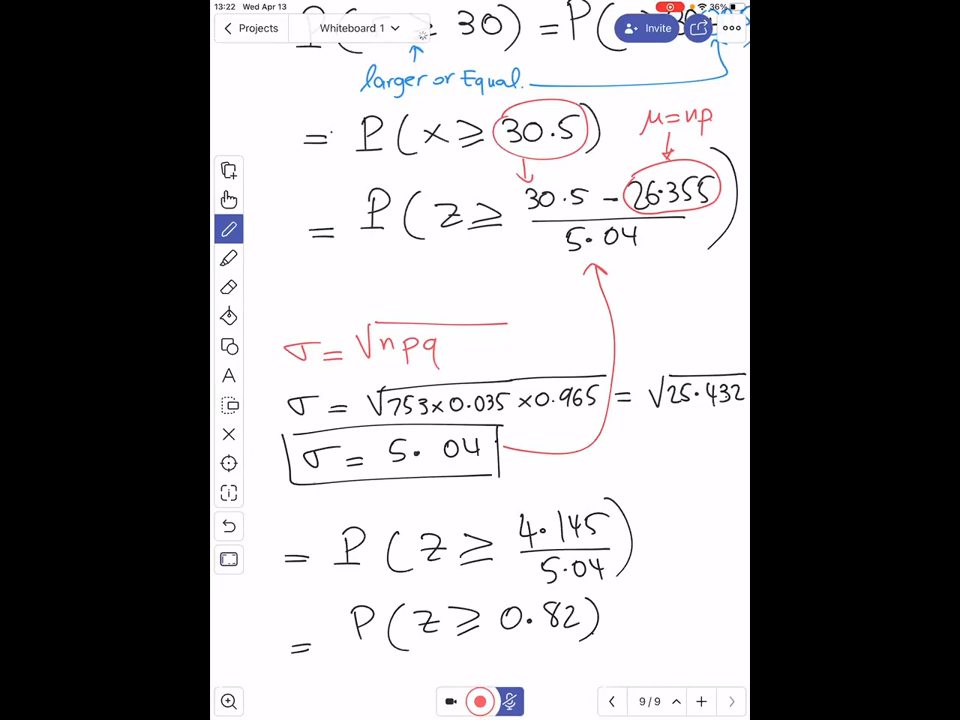 13:22 Wed Apr 13 36%
Projects Whiteboard 1 Invite
30) = P(
larger or Equal.
= P(x ≥ 30.5)
μ=np
= P(z ≥ (30.5 - 26.355)/5.04)
σ = √npq
σ = √753×0.035×0.965 = √25.432
σ = 5.04
= P(z ≥ 4.145/5.04)
= P(z ≥ 0.82)
9/9